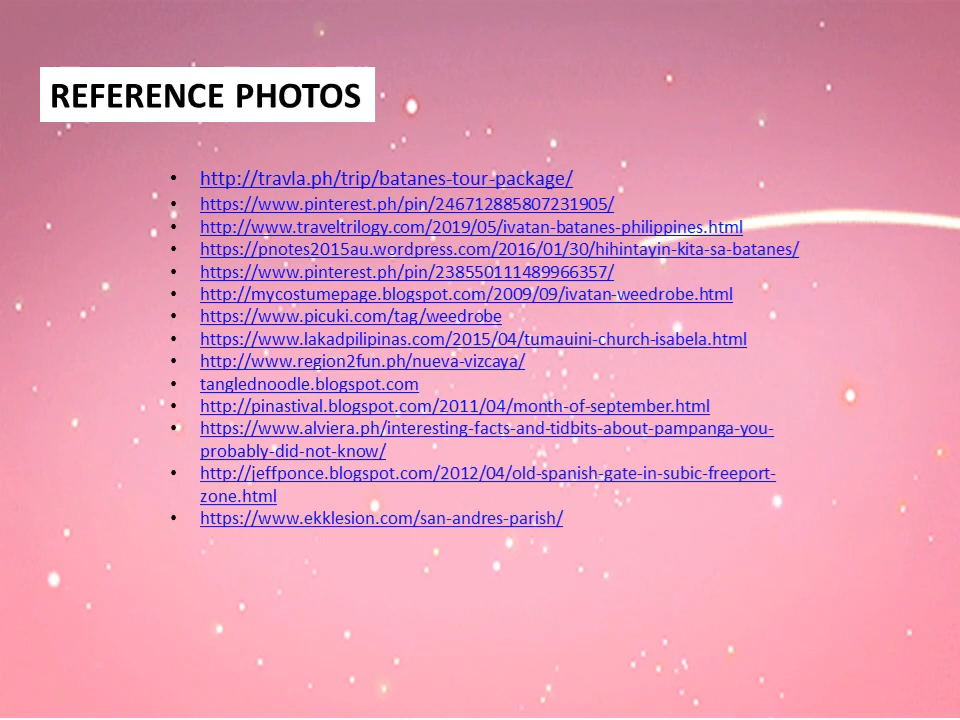 REFERENCE PHOTOS
• http://travla.ph/trip/batanes-tour-package/
• https://www.pinterest.ph/pin/246712885807231905/
• http://www.traveltrilogy.com/2019/05/ivatan-batanes-philippines.html
• https://pnotes2015au.wordpress.com/2016/01/30/hihintayin-kita-sa-batanes/
• https://www.pinterest.ph/pin/238550111489966357/
• http://mycostumepage.blogspot.com/2009/09/ivatan-weedrobe.html
• https://www.picuki.com/tag/weedrobe
• https://www.lakadpilipinas.com/2015/04/tumauini-church-isabela.html
• http://www.region2fun.ph/nueva-vizcaya/
• tanglednoodle.blogspot.com
• http://pinastival.blogspot.com/2011/04/month-of-september.html
• https://www.alviera.ph/interesting-facts-and-tidbits-about-pampanga-you-
probably-did-not-know/
• http://jeffponce.blogspot.com/2012/04/old-spanish-gate-in-subic-freeport-
zone.html
• https://www.ekklesion.com/san-andres-parish/